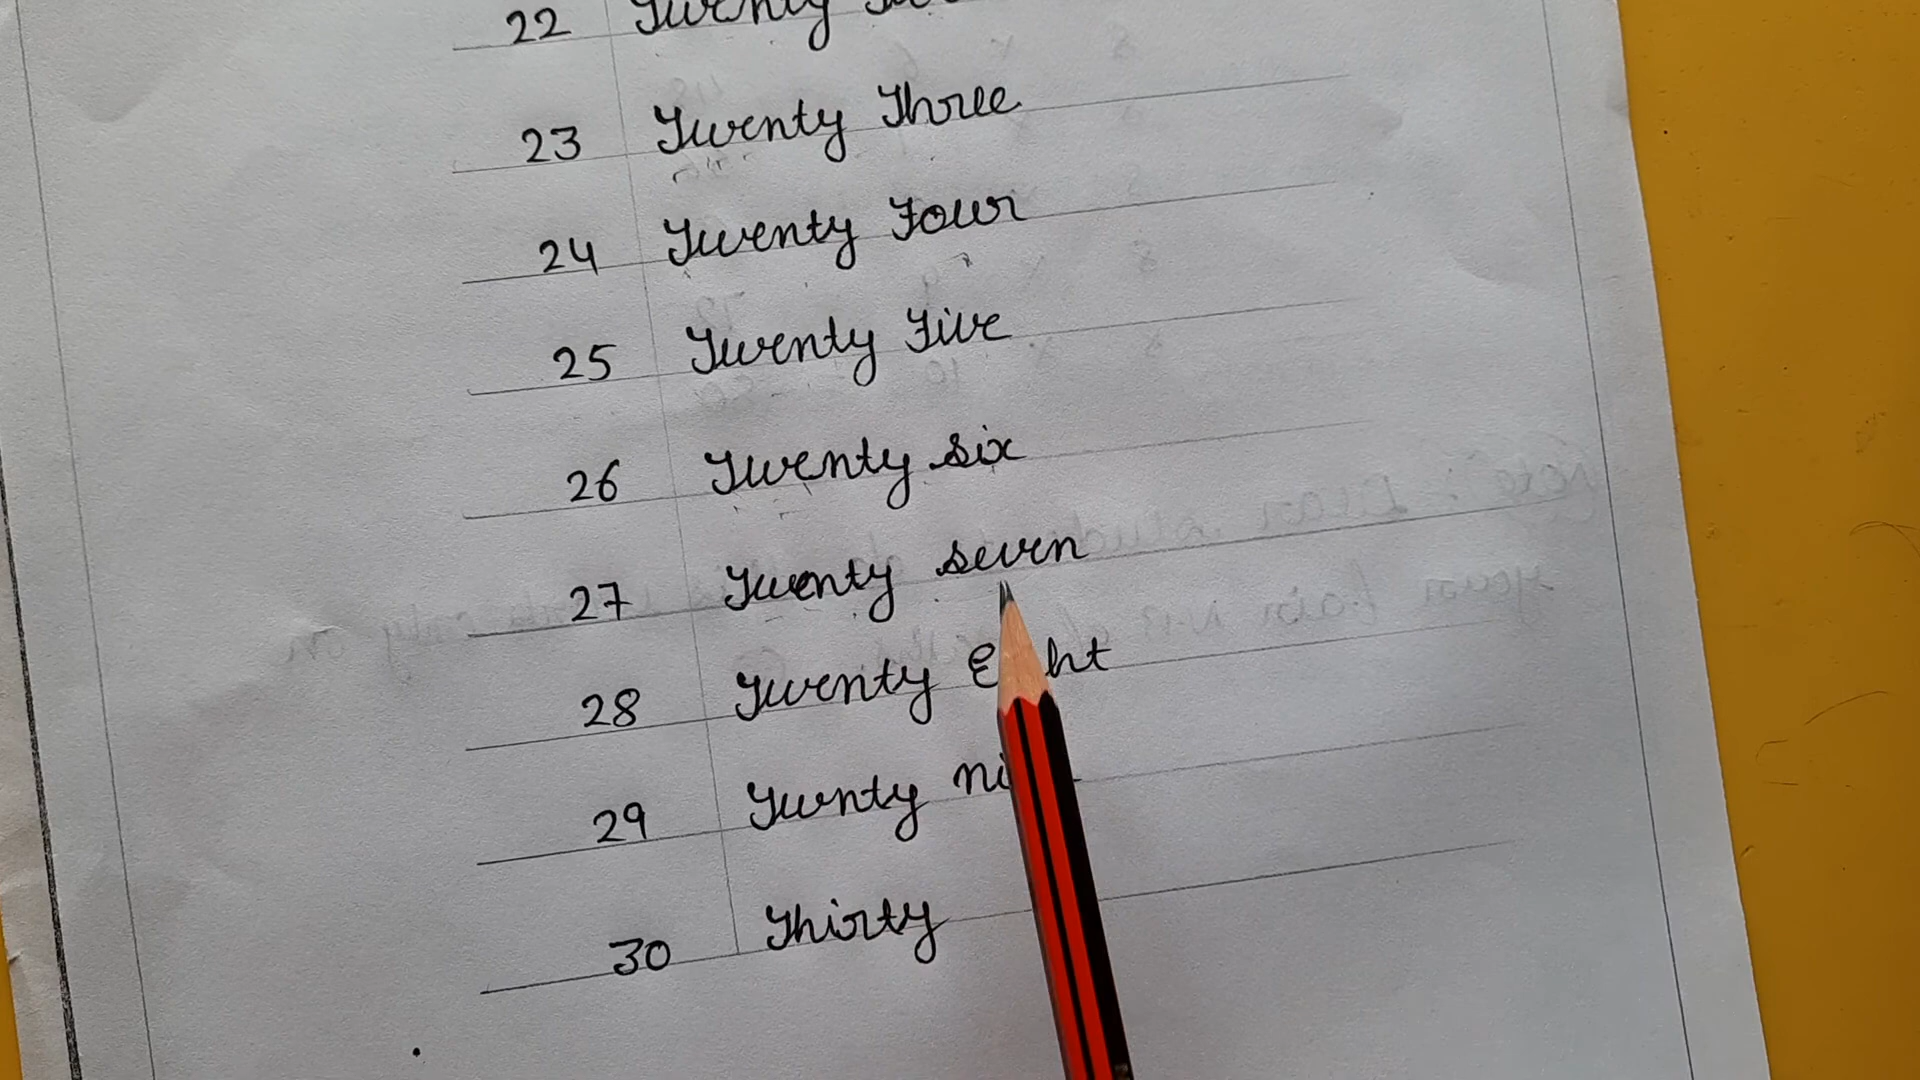 22 Twenty
23 Twenty Three
24 Twenty Four
25 Twenty Five
26 Twenty six
27 Twenty seven
28 Twenty
29 Twenty
30 Thirty